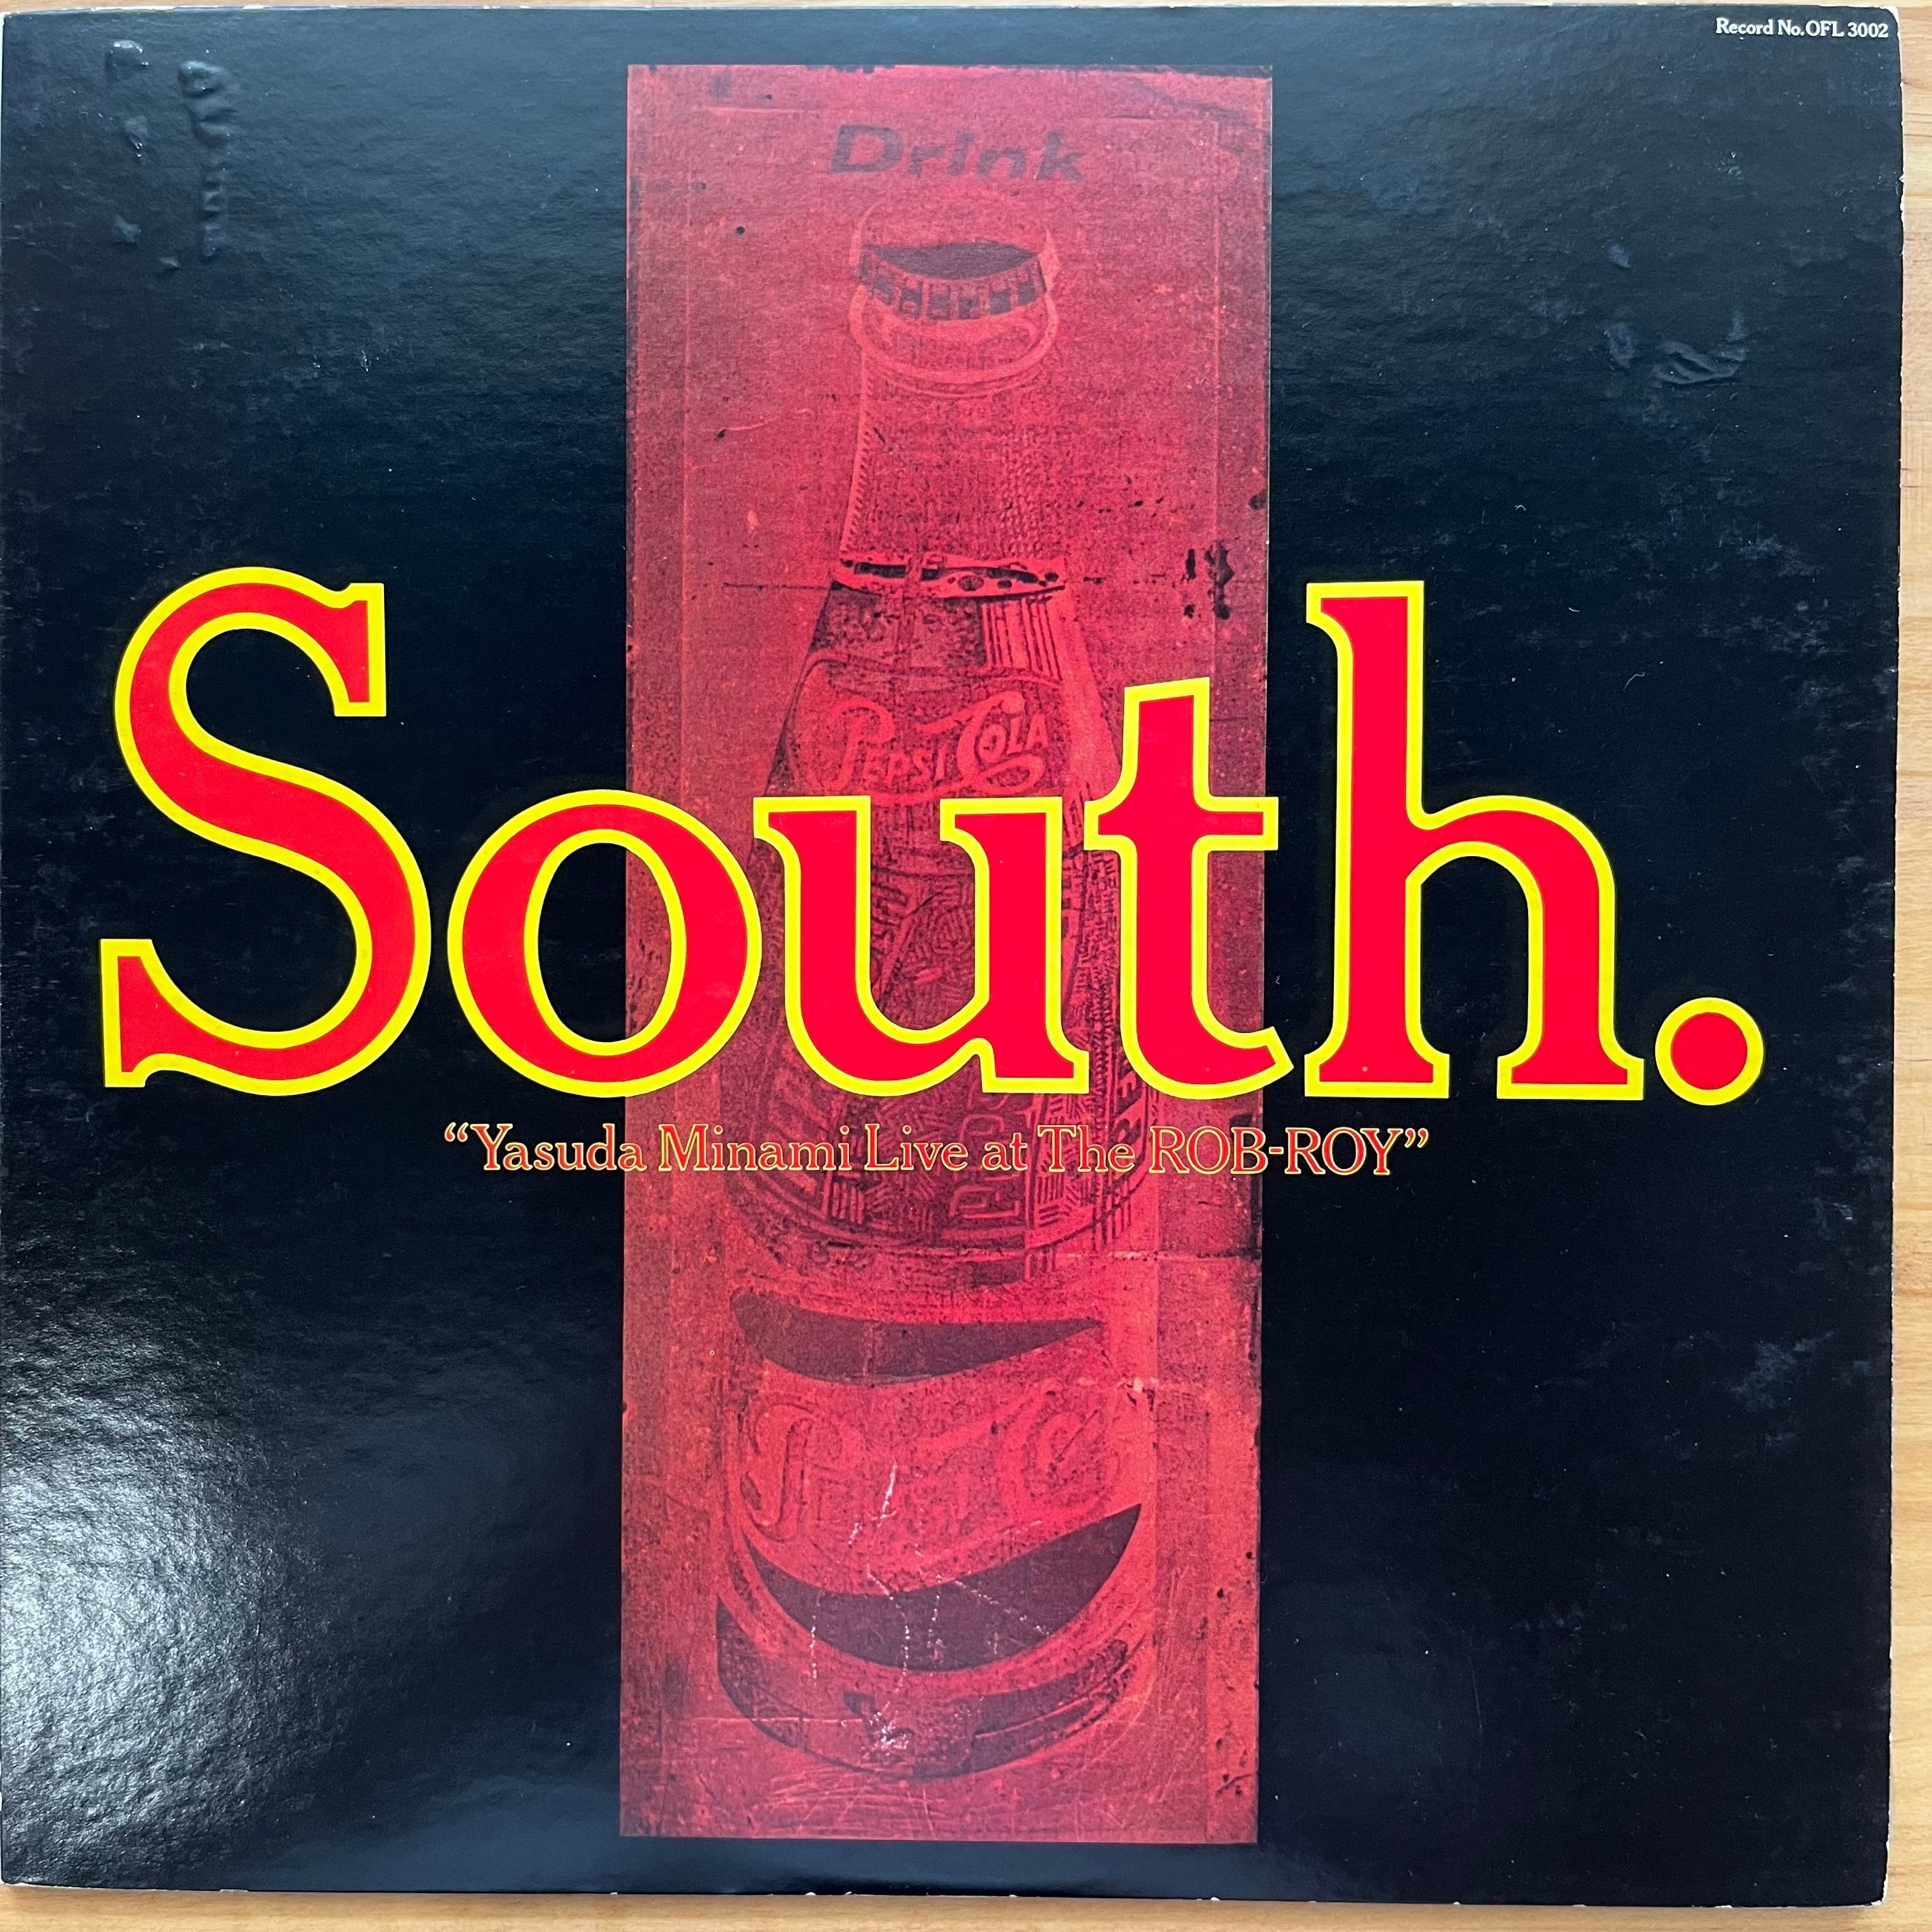 Record No.OFL 3002
Drink
PEPSI COLA
South.
“Yasuda Minami Live at The ROB-ROY”